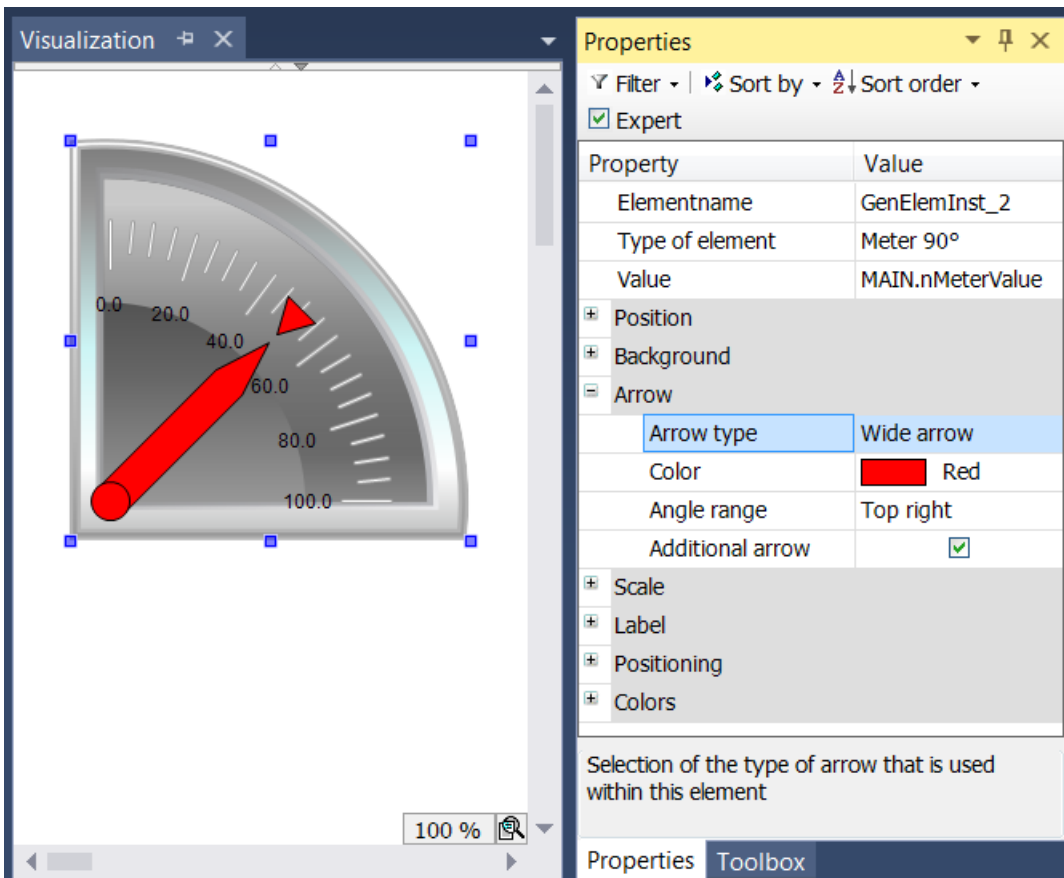 Visualization
0.0
20.0
40.0
60.0
80.0
100.0
100 %
Properties
Filter Sort by Sort order
Expert
Property Value
Elementname GenElemInst_2
Type of element Meter 90°
Value MAIN.nMeterValue
Position
Background
Arrow
Arrow type Wide arrow
Color Red
Angle range Top right
Additional arrow
Scale
Label
Positioning
Colors
Selection of the type of arrow that is used
within this element
Properties Toolbox